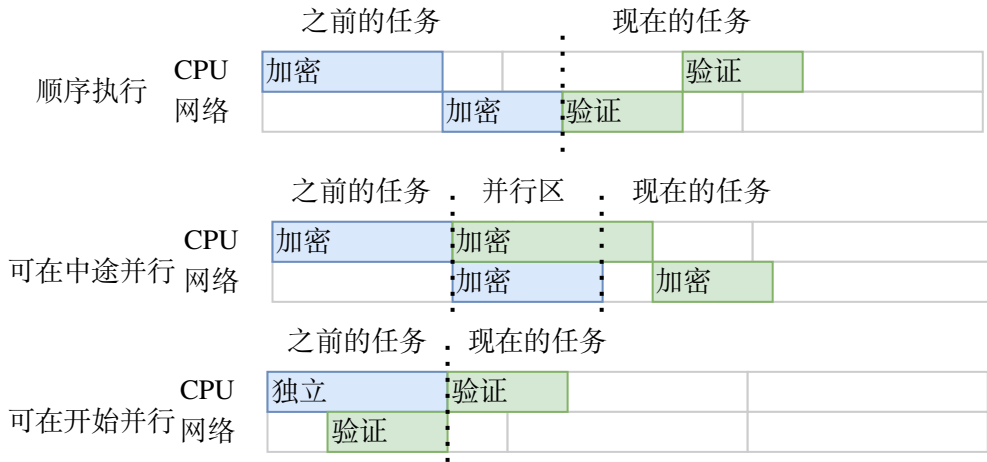 之前的任务 现在的任务
顺序执行 CPU 加密 验证
网络 加密 验证
之前的任务 并行区 现在的任务
可在中途并行 CPU 加密 加密
网络 加密 加密
之前的任务 现在的任务
可在开始并行 CPU 独立 验证
网络 验证